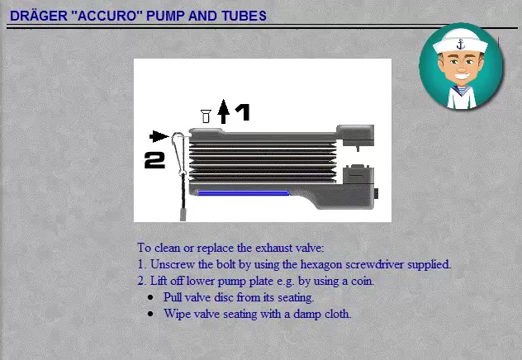 DRÄGER "ACCURO" PUMP AND TUBES
1
2
To clean or replace the exhaust valve:
1. Unscrew the bolt by using the hexagon screwdriver supplied.
2. Lift off lower pump plate e.g. by using a coin.
• Pull valve disc from its seating.
• Wipe valve seating with a damp cloth.